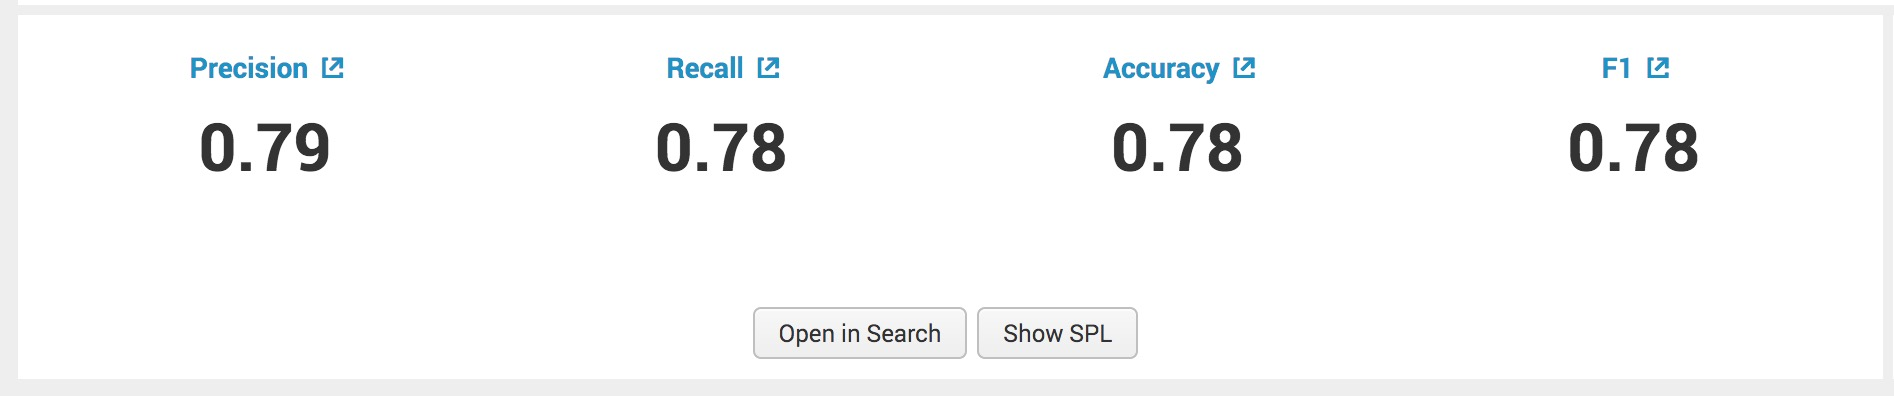 Precision Recall Accuracy F1
0.79 0.78 0.78 0.78
Open in Search Show SPL